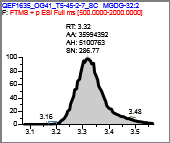 QEF1635_OG41_T5-45-2-7_SC MGDG-32:2
F: FTMS + p ESI Full ms [500.0000-2000.0000]
RT: 3.32
AA: 35994392
AH: 5100763
SN: 286.77
100
80
60
40
20
0
3.16
3.48
3.1 3.2 3.3 3.4 3.5